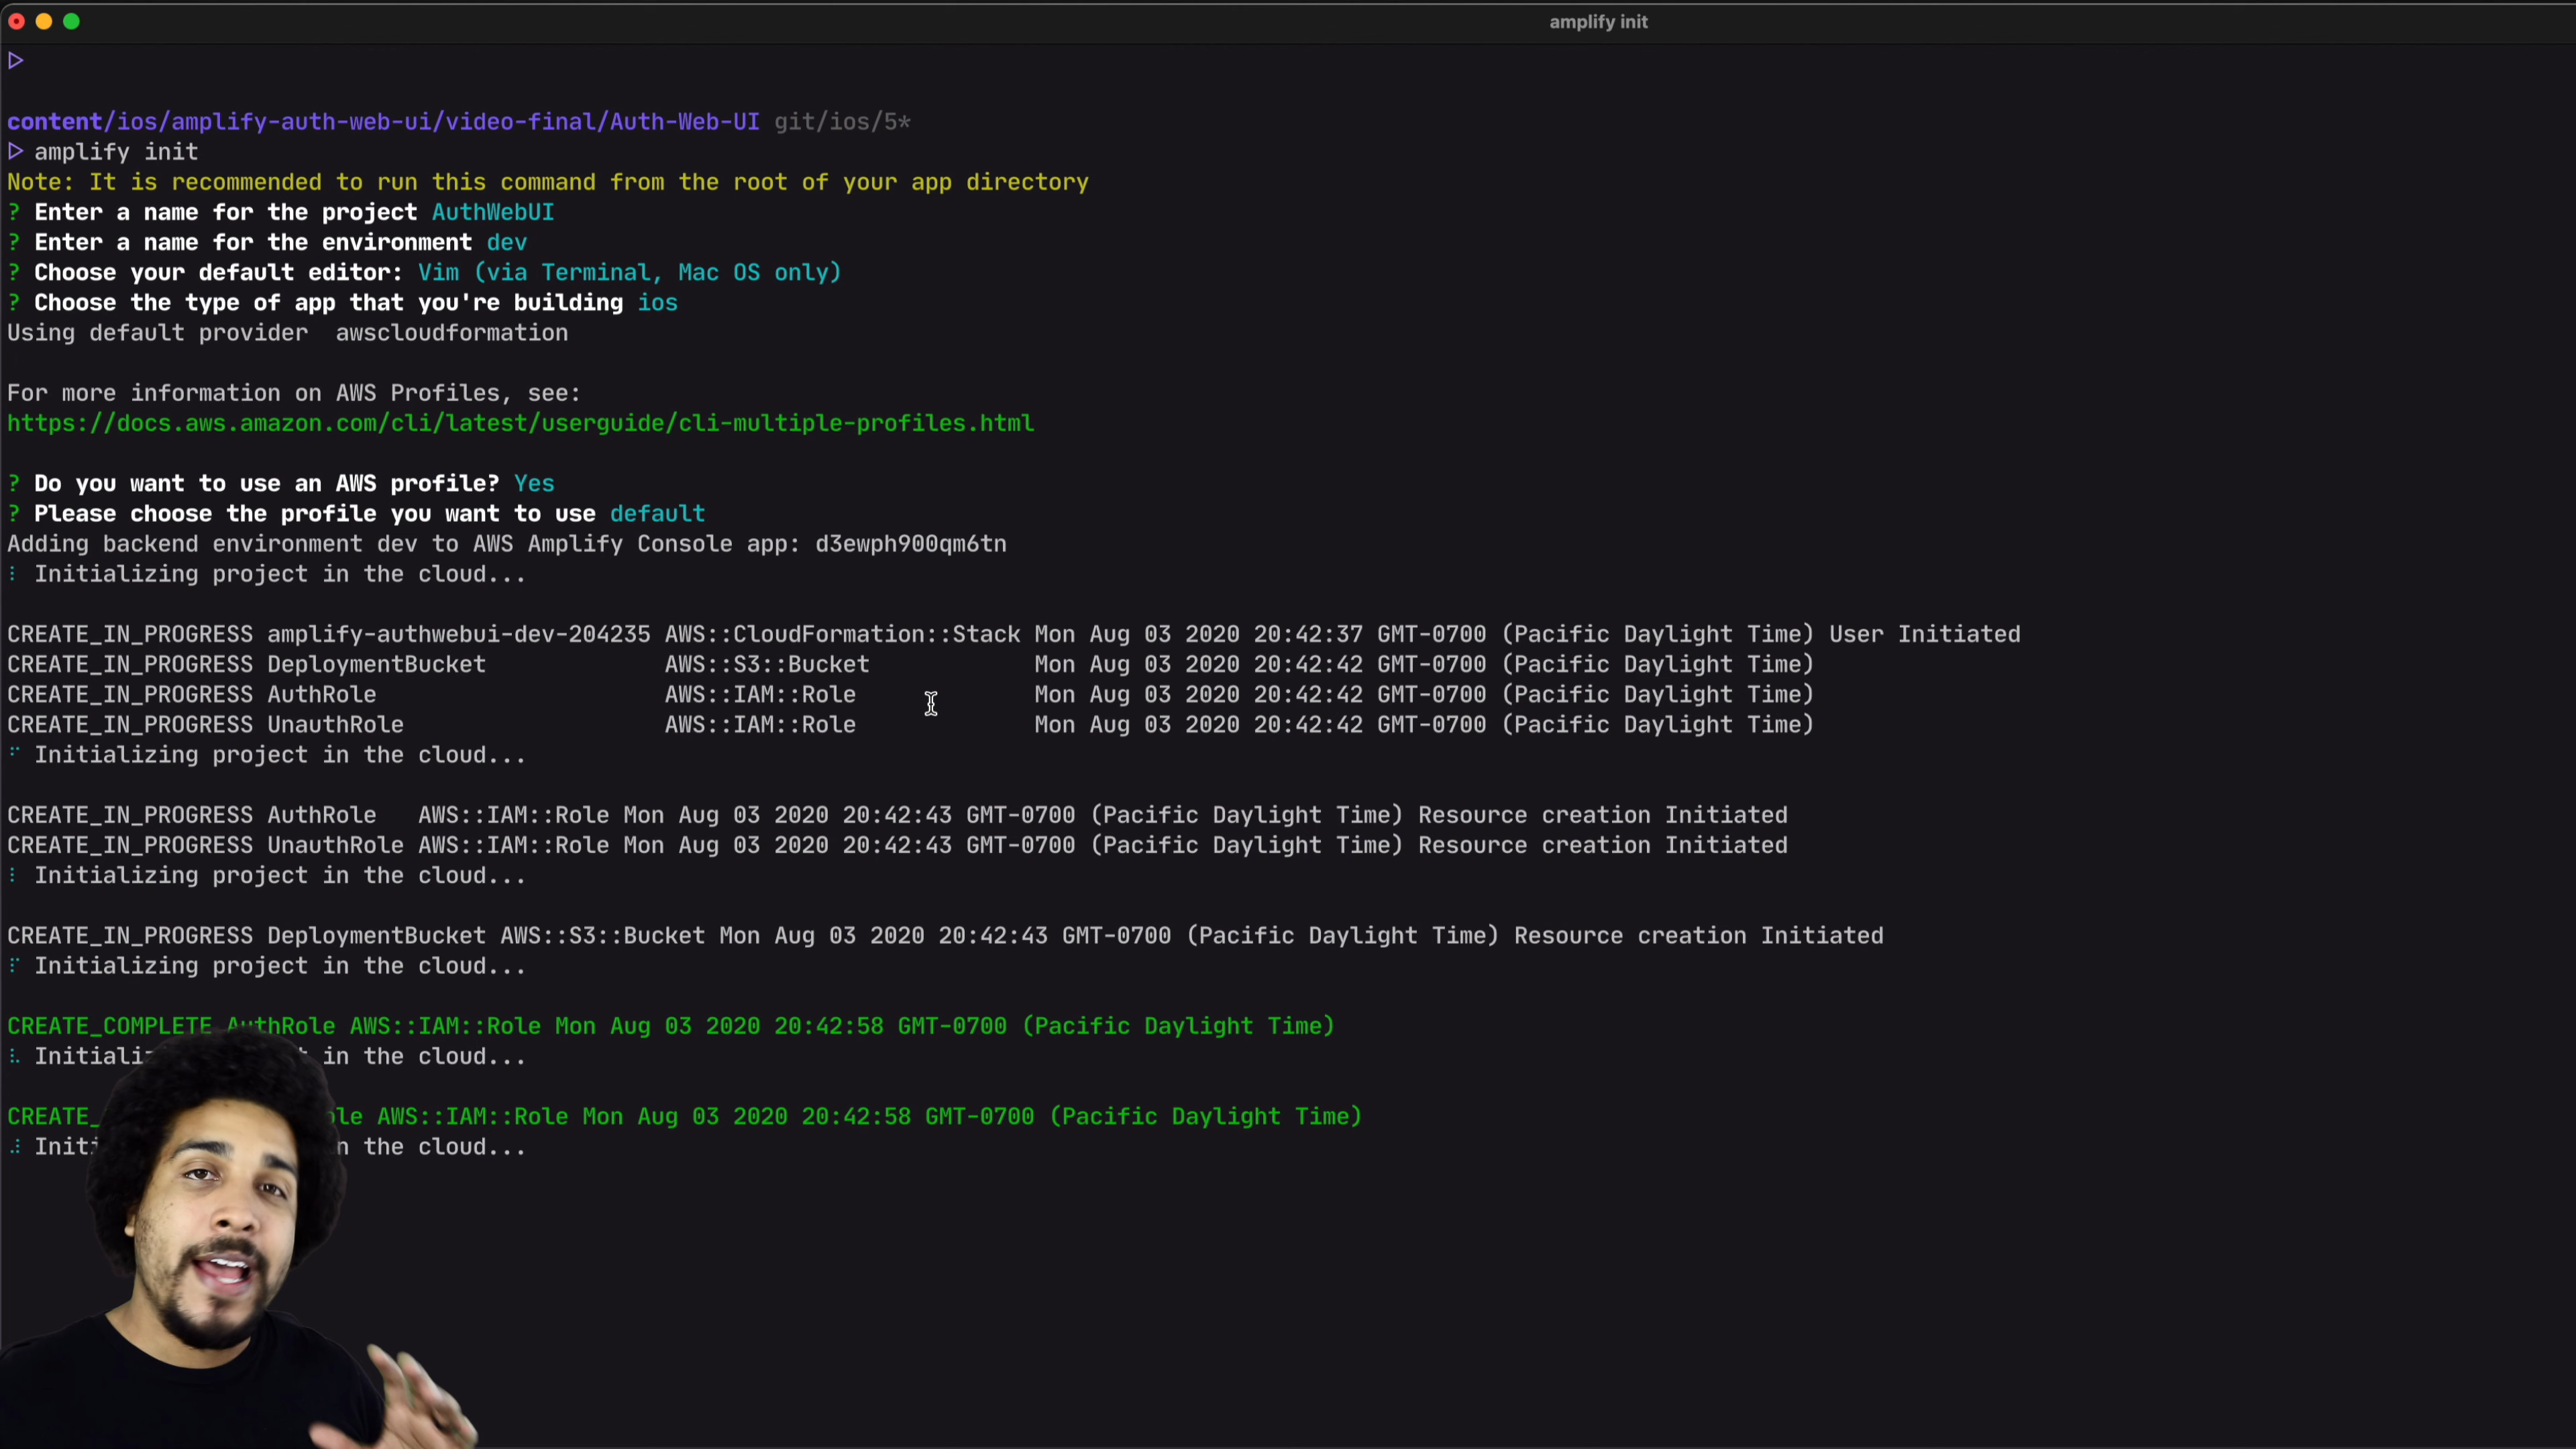 amplify init
content/ios/amplify-auth-web-ui/video-final/Auth-Web-UI git/ios/5*
▷ amplify init
Note: It is recommended to run this command from the root of your app directory
? Enter a name for the project AuthWebUI
? Enter a name for the environment dev
? Choose your default editor: Vim (via Terminal, Mac OS only)
? Choose the type of app that you're building ios
Using default provider  awscloudformation
For more information on AWS Profiles, see:
https://docs.aws.amazon.com/cli/latest/userguide/cli-multiple-profiles.html
? Do you want to use an AWS profile? Yes
? Please choose the profile you want to use default
Adding backend environment dev to AWS Amplify Console app: d3ewph900qm6tn
Initializing project in the cloud...
CREATE_IN_PROGRESS amplify-authwebui-dev-204235 AWS::CloudFormation::Stack Mon Aug 03 2020 20:42:37 GMT-0700 (Pacific Daylight Time) User Initiated
CREATE_IN_PROGRESS DeploymentBucket AWS::S3::Bucket Mon Aug 03 2020 20:42:42 GMT-0700 (Pacific Daylight Time)
CREATE_IN_PROGRESS AuthRole AWS::IAM::Role Mon Aug 03 2020 20:42:42 GMT-0700 (Pacific Daylight Time)
CREATE_IN_PROGRESS UnauthRole AWS::IAM::Role Mon Aug 03 2020 20:42:42 GMT-0700 (Pacific Daylight Time)
Initializing project in the cloud...
CREATE_IN_PROGRESS AuthRole AWS::IAM::Role Mon Aug 03 2020 20:42:43 GMT-0700 (Pacific Daylight Time) Resource creation Initiated
CREATE_IN_PROGRESS UnauthRole AWS::IAM::Role Mon Aug 03 2020 20:42:43 GMT-0700 (Pacific Daylight Time) Resource creation Initiated
Initializing project in the cloud...
CREATE_IN_PROGRESS DeploymentBucket AWS::S3::Bucket Mon Aug 03 2020 20:42:43 GMT-0700 (Pacific Daylight Time) Resource creation Initiated
Initializing project in the cloud...
CREATE_COMPLETE AuthRole AWS::IAM::Role Mon Aug 03 2020 20:42:58 GMT-0700 (Pacific Daylight Time)
in the cloud...
AWS::IAM::Role Mon Aug 03 2020 20:42:58 GMT-0700 (Pacific Daylight Time)
the cloud...